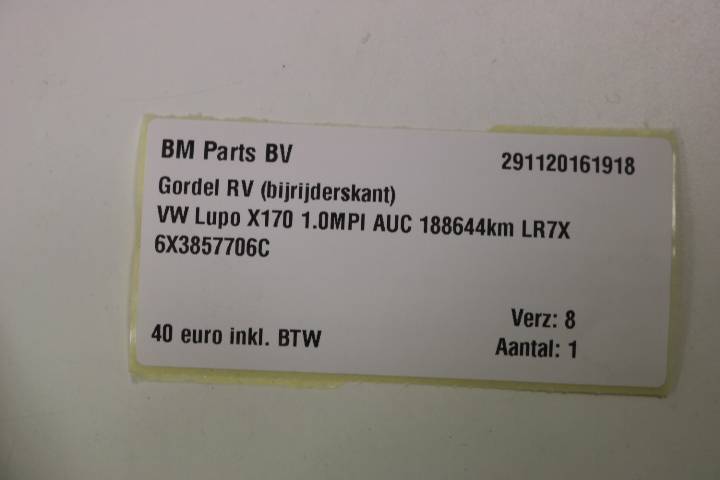 BM Parts BV 291120161918
Gordel RV (bijrijderskant)
VW Lupo X170 1.0MPI AUC 188644km LR7X
6X3857706C
Verz: 8
40 euro inkl. BTW
Aantal: 1